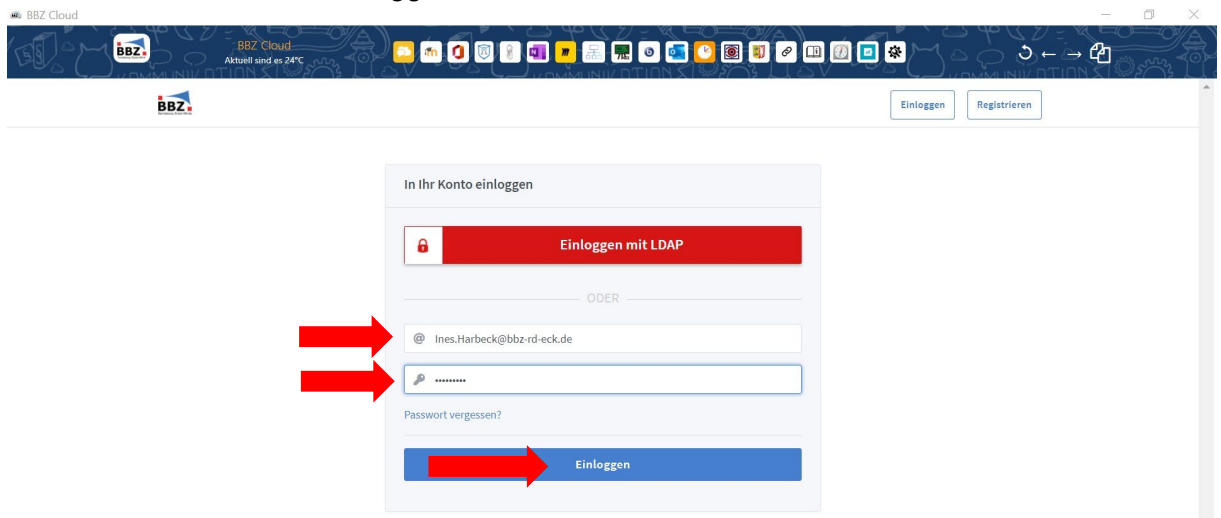 BBZ Cloud
BBZ.
BBZ Cloud
Aktuell sind es 24°C
BBZ.
Einloggen
Registrieren
In Ihr Konto einloggen
Einloggen mit LDAP
ODER
@ Ines.Harbeck@bbz-rd-eck.de
•••••••••
Passwort vergessen?
Einloggen